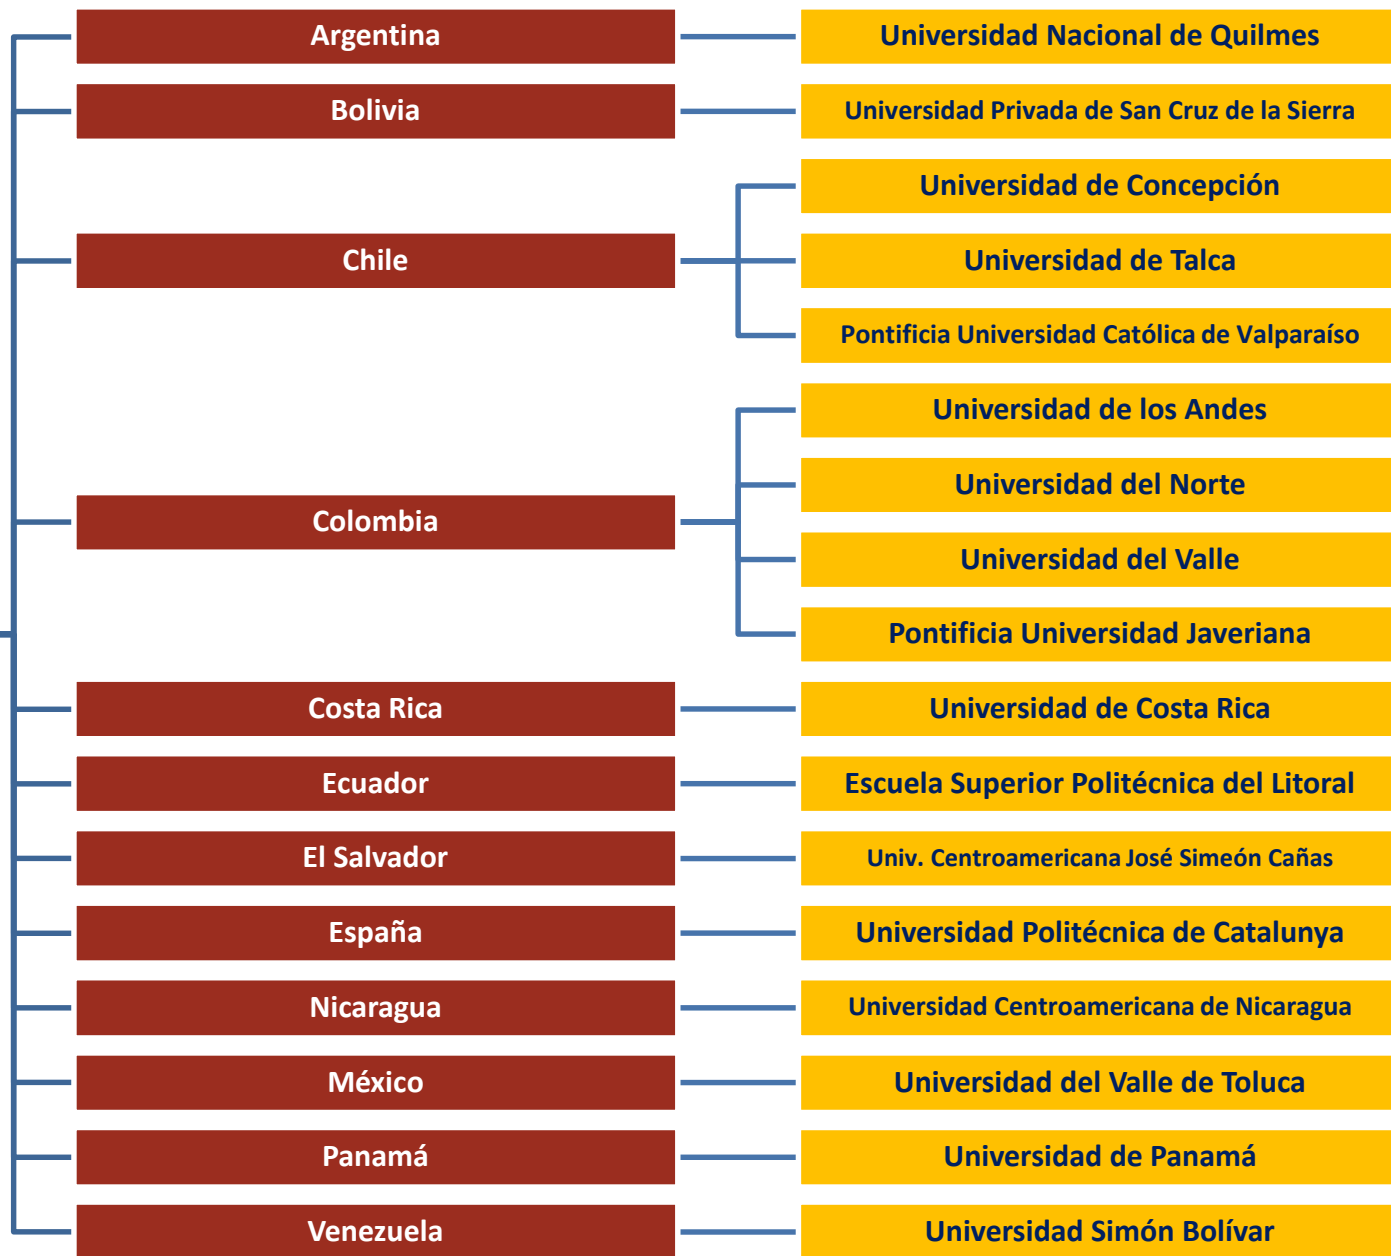 Argentina
Universidad Nacional de Quilmes
Bolivia
Universidad Privada de San Cruz de la Sierra
Chile
Universidad de Concepción
Universidad de Talca
Pontificia Universidad Católica de Valparaíso
Colombia
Universidad de los Andes
Universidad del Norte
Universidad del Valle
Pontificia Universidad Javeriana
Costa Rica
Universidad de Costa Rica
Ecuador
Escuela Superior Politécnica del Litoral
El Salvador
Univ. Centroamericana José Simeón Cañas
España
Universidad Politécnica de Catalunya
Nicaragua
Universidad Centroamericana de Nicaragua
México
Universidad del Valle de Toluca
Panamá
Universidad de Panamá
Venezuela
Universidad Simón Bolívar